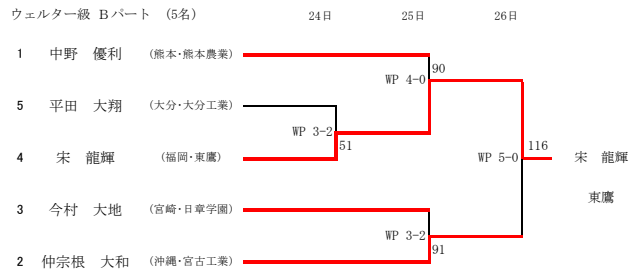 ウェルター級 Bパート (5名) 24日 25日 26日
1 中野 優利 (熊本・熊本農業)
90
WP 4-0
5 平田 大翔 (大分・大分工業)
WP 3-2
51
4 宋 龍輝 (福岡・東鷹)
WP 5-0
116
宋 龍輝
東鷹
3 今村 大地 (宮崎・日章学園)
WP 3-2
91
2 仲宗根 大和 (沖縄・宮古工業)